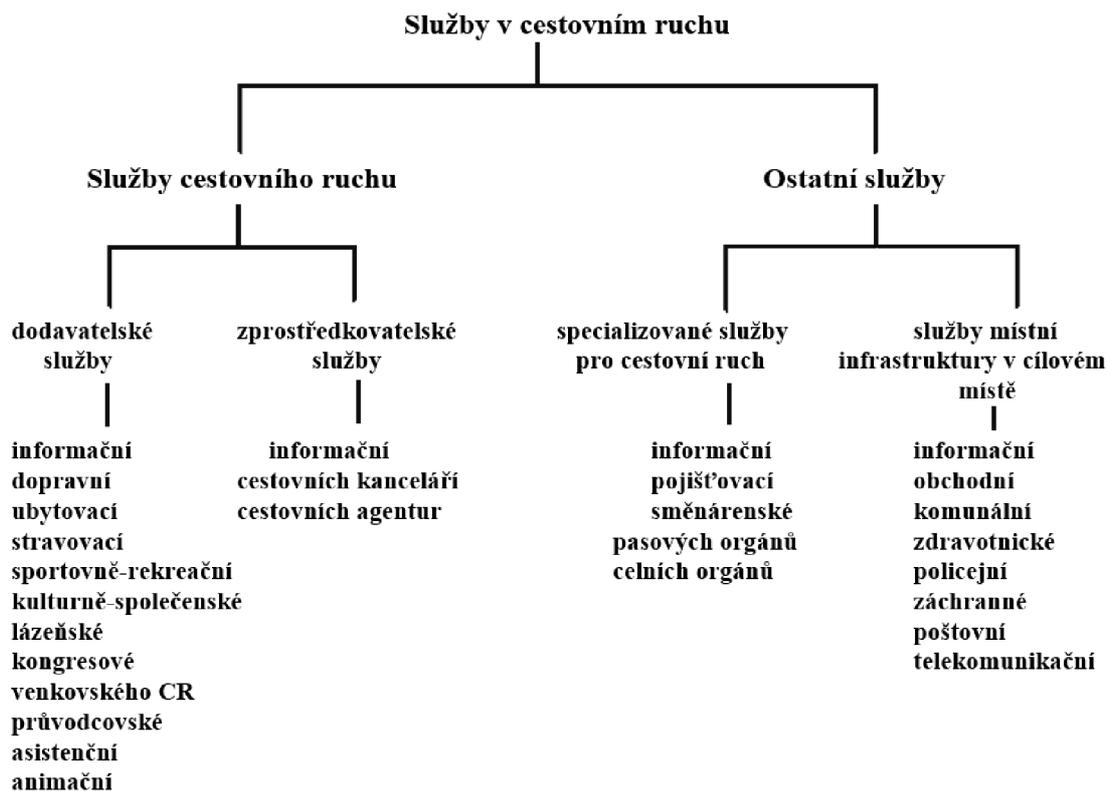 Služby v cestovním ruchu
Služby cestovního ruchu
Ostatní služby
dodavatelské
služby
zprostředkovatelské
služby
specializované služby
pro cestovní ruch
služby místní
infrastruktury v cílovém
místě
informační
dopravní
ubytovací
stravovací
sportovně-rekreační
kulturně-společenské
lázeňské
kongresové
venkovského CR
průvodcovské
asistenční
animační
informační
cestovních kanceláří
cestovních agentur
informační
pojišťovací
směnárenské
pasových orgánů
celních orgánů
informační
obchodní
komunální
zdravotnické
policejní
záchranné
poštovní
telekomunikační